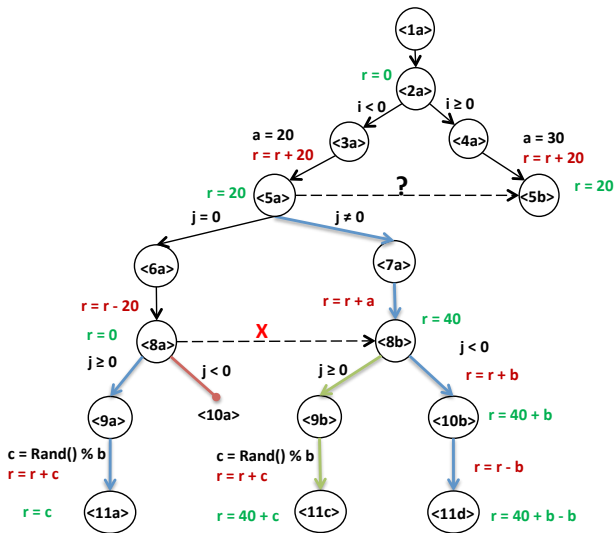 <1a>
r = 0
<2a>
i < 0
i ≥ 0
a = 20
<3a>
<4a>
a = 30
r = r + 20
r = r + 20
r = 20
<5a>
?
<5b>
r = 20
j = 0
j ≠ 0
<6a>
<7a>
r = r - 20
r = r + a
r = 0
<8a>
X
<8b>
r = 40
j ≥ 0
j < 0
j ≥ 0
j < 0
r = r + b
<9a>
<10a>
<9b>
<10b>
r = 40 + b
c = Rand() % b
r = r + c
c = Rand() % b
r = r + c
r = r - b
r = c
<11a>
r = 40 + c
<11c>
<11d>
r = 40 + b - b